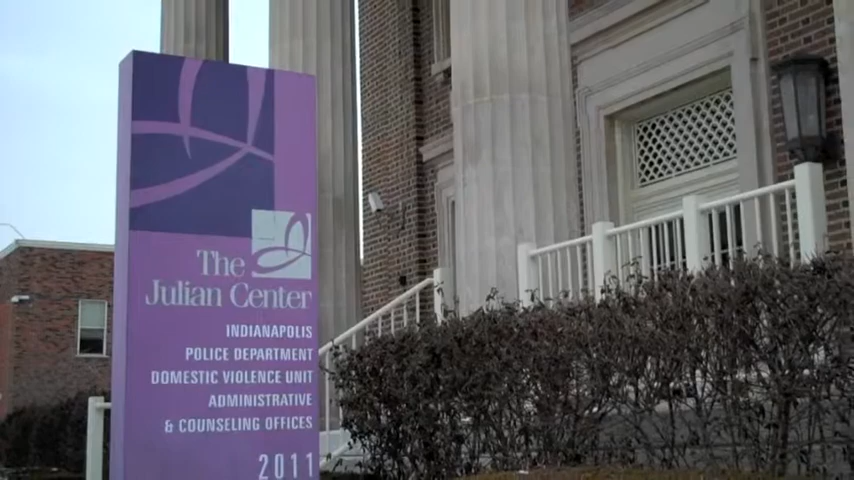 The
Julian Center
INDIANAPOLIS
POLICE DEPARTMENT
DOMESTIC VIOLENCE UNIT
ADMINISTRATIVE
& COUNSELING OFFICES
2011